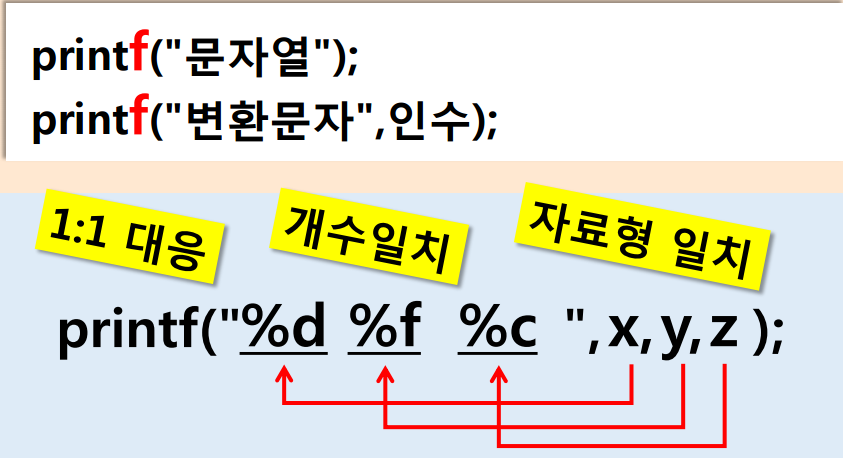 printf("문자열");
printf("변환문자",인수);
1:1 대응
개수일치
자료형 일치
printf("%d %f %c ",x,y,z );